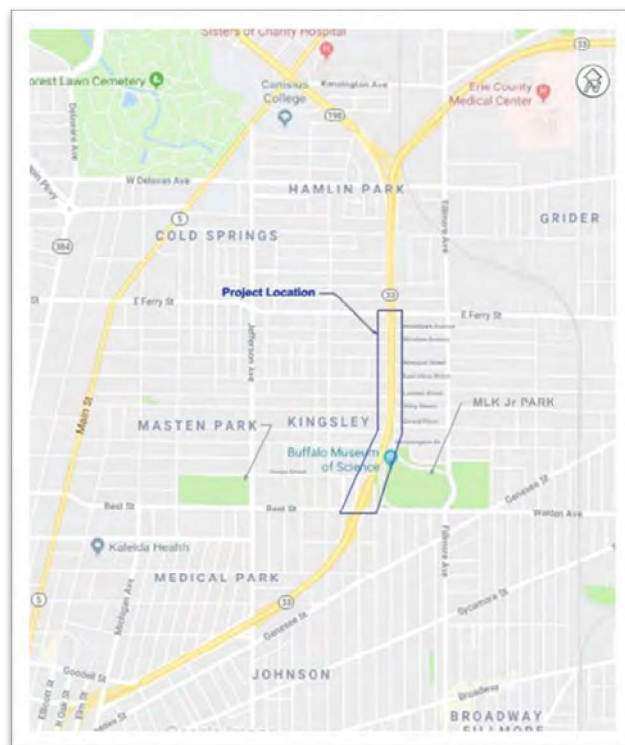 Sisters of Charity Hospital
33
Forest Lawn Cemetery
Canisius
College
Kensington Ave
Erie County
Medical Center
198
Delaware Ave
W Delavan Ave
HAMLIN PARK
Fillmore Ave
5
GRIDER
384
COLD SPRINGS
Project Location
33
St
E Ferry St
E Ferry St
Jefferson Ave
Main St
MASTEN PARK
KINGSLEY
MLK Jr PARK
Buffalo Museum
of Science
Genesee St
Best St
Best St
Walden Ave
Kaleida Health
Fillmore Ave
Michigan Ave
MEDICAL PARK
33
5
Genesee St
Sycamore St
Goodell St
JOHNSON
Ellicott St
N Oak St
Elm St
Broadway
BROADWAY
FILLMORE